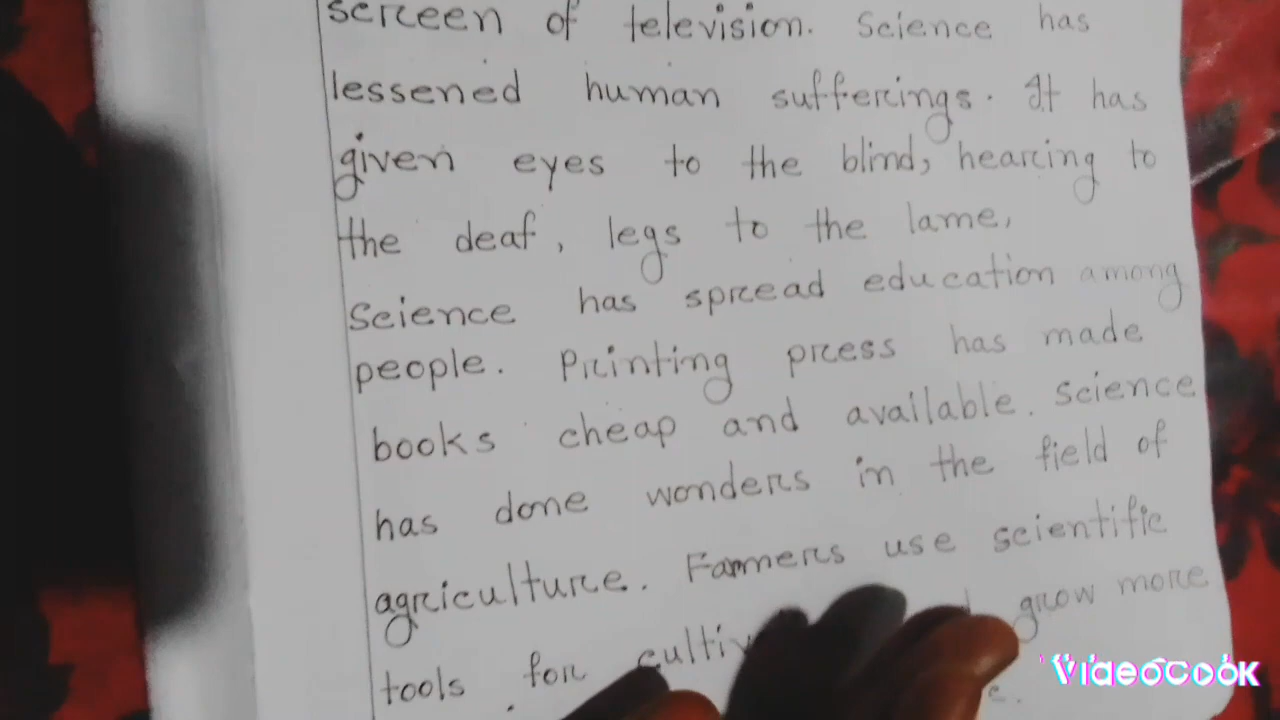 screen of television. Science has
lessened human sufferings. It has
given eyes to the blind, hearing to
the deaf, legs to the lame,
Science has spread education among
people. Printing press has made
books cheap and available. Science
has done wonders in the field of
agriculture. Farmers use scientific
tools for grow more
VideoCook